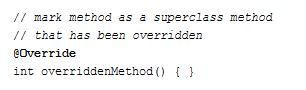 // mark method as a superclass method
// that has been overridden
@Override
int overriddenMethod() { }